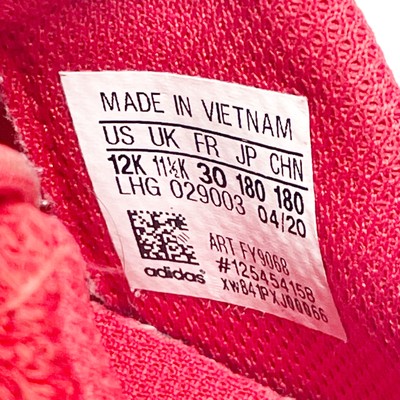 MADE IN VIETNAM
US UK FR JP CHN
12K 11½K 30 180 180
LHG 029003 04/20
ART FY9068
#125454158
XW841PXJ00066
adidas